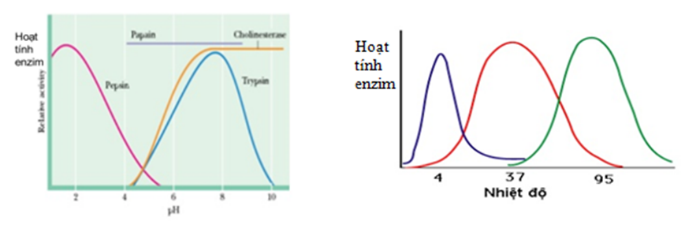 Hoạt
tính
enzim
Relative activity
Papain
Cholinesterase
Pepsin
Trypsin
2 4 6 8 10
pH
Hoạt
tính
enzim
4 37 95
Nhiệt độ